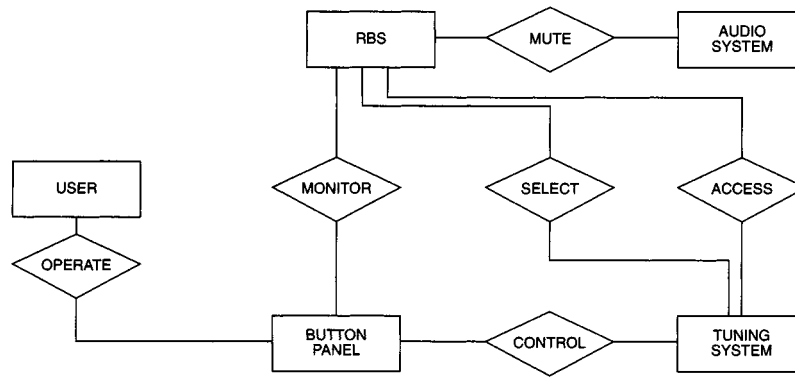 RBS
MUTE
AUDIO
SYSTEM
USER
MONITOR
SELECT
ACCESS
OPERATE
BUTTON
PANEL
CONTROL
TUNING
SYSTEM